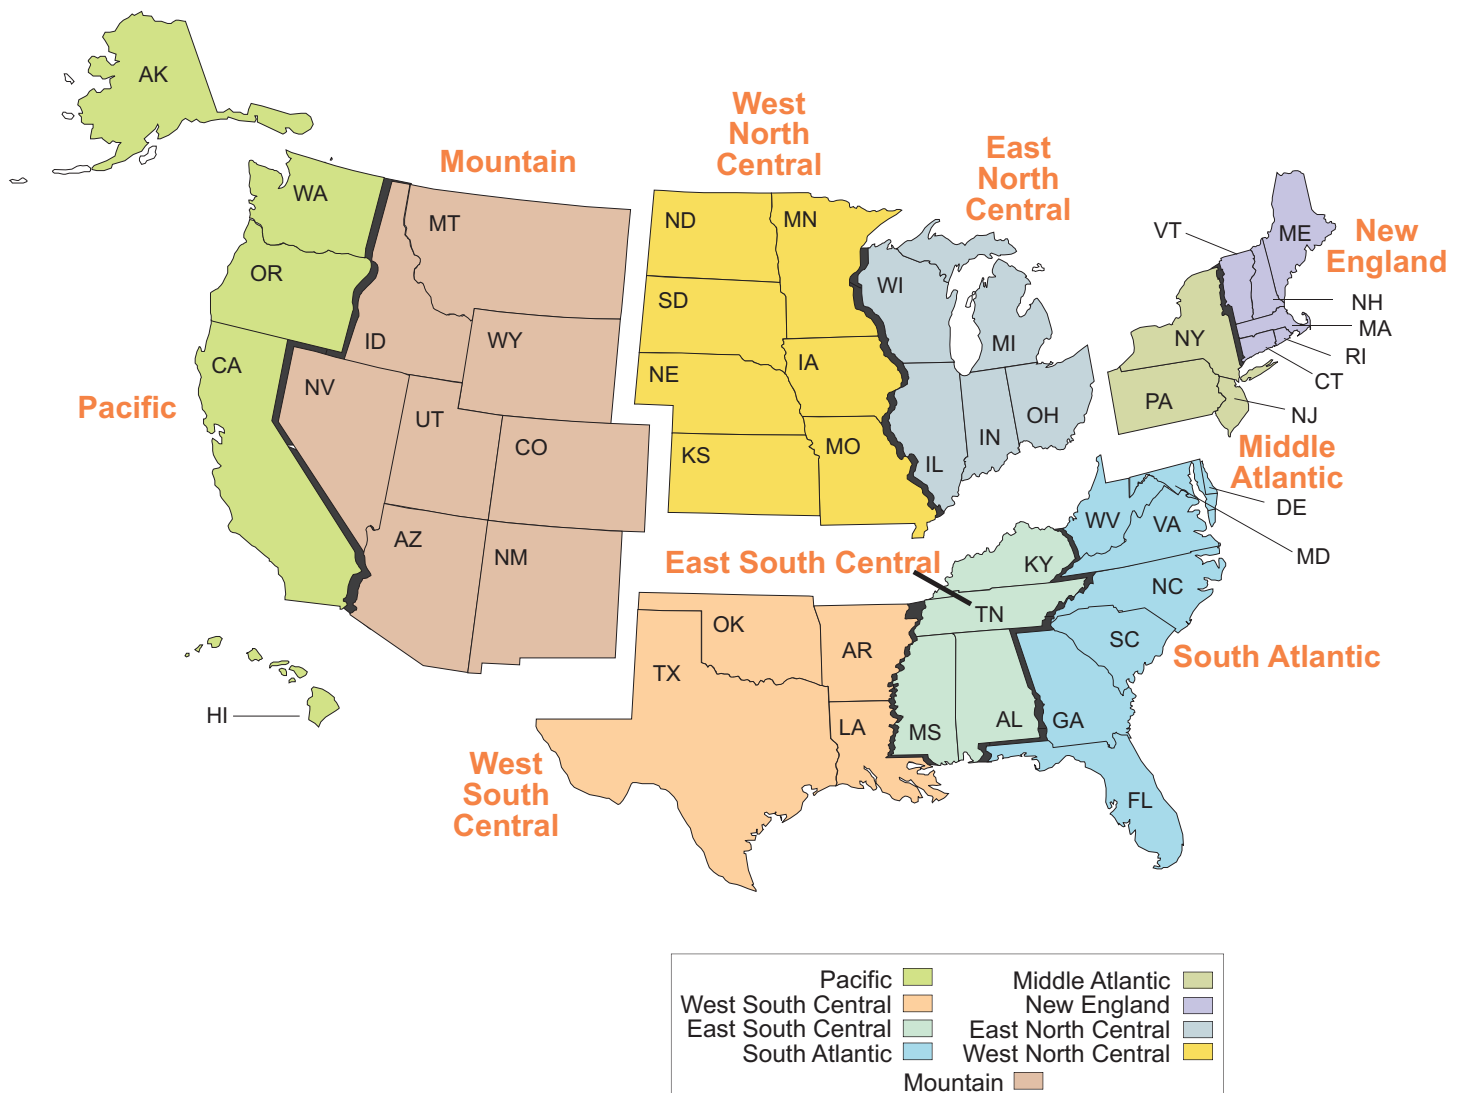 AK
West
North
Central
Mountain
East
North
Central
WA
MT
ND
MN
VT
ME
New
England
OR
WI
SD
NH
MA
ID
WY
NY
MI
RI
IA
CA
NE
CT
NV
Pacific
UT
PA
OH
NJ
IN
CO
MO
KS
IL
Middle
Atlantic
DE
WV
VA
AZ
NM
MD
East South Central
KY
NC
TN
OK
SC
AR
South Atlantic
TX
HI
GA
LA
MS
AL
West
South
Central
FL
Pacific
Middle Atlantic
West South Central
New England
East South Central
East North Central
South Atlantic
West North Central
Mountain